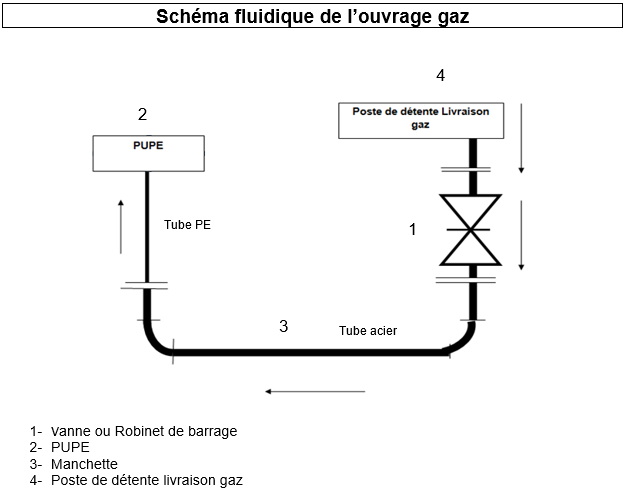 Schéma fluidique de l’ouvrage gaz
4
2
Poste de détente Livraison
gaz
PUPE
Tube PE
1
3
Tube acier
1- Vanne ou Robinet de barrage
2- PUPE
3- Manchette
4- Poste de détente livraison gaz